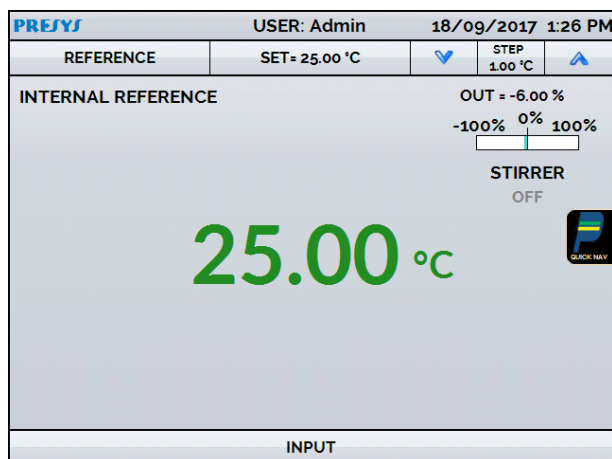 PRESYS USER: Admin 18/09/2017 1:26 PM
REFERENCE SET= 25.00 °C STEP
1.00 °C
INTERNAL REFERENCE OUT = -6.00 %
-100% 0% 100%
STIRRER
OFF
25.00 °C
QUICK NAV
INPUT